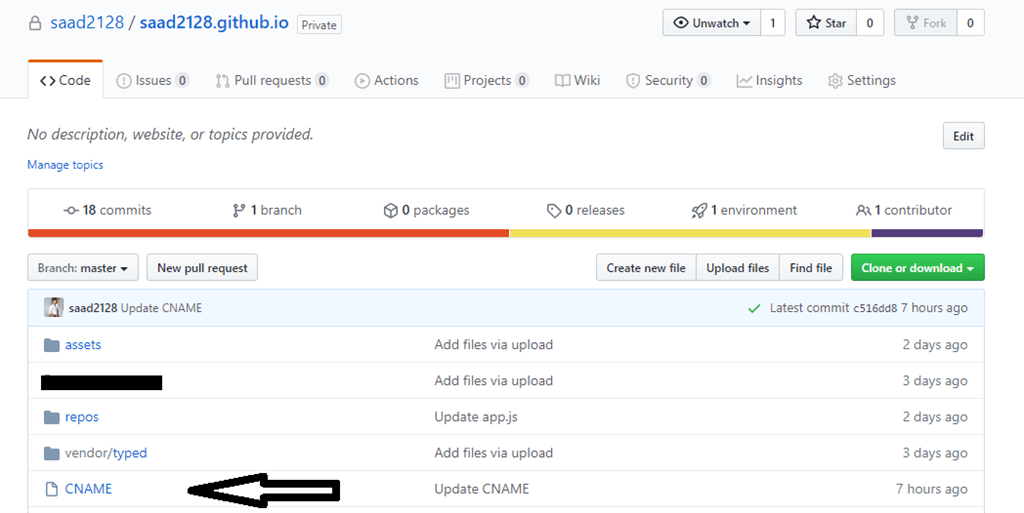 saad2128 / saad2128.github.io Private Unwatch 1 Star 0 Fork 0
Code Issues 0 Pull requests 0 Actions Projects 0 Wiki Security 0 Insights Settings
No description, website, or topics provided. Edit
Manage topics
18 commits 1 branch 0 packages 0 releases 1 environment 1 contributor
Branch: master New pull request Create new file Upload files Find file Clone or download
saad2128 Update CNAME Latest commit c516dd8 7 hours ago
assets Add files via upload 2 days ago
Add files via upload 3 days ago
repos Update app.js 2 days ago
vendor/typed Add files via upload 3 days ago
CNAME Update CNAME 7 hours ago